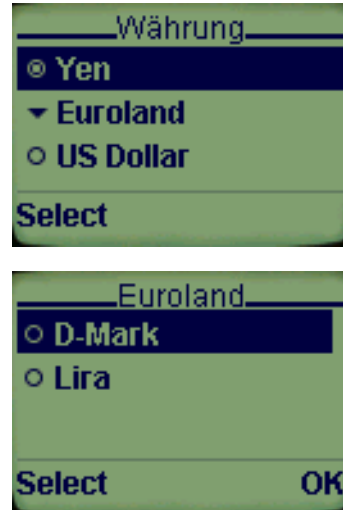 Währung
Yen
Euroland
US Dollar
Select
Euroland
D-Mark
Lira
Select OK